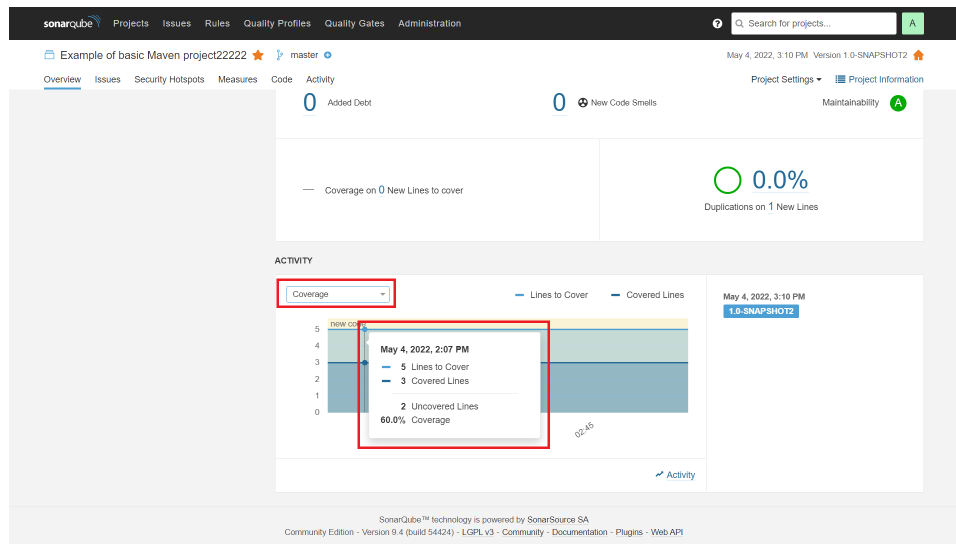 sonarqube Projects Issues Rules Quality Profiles Quality Gates Administration ? Search for projects... A
Example of basic Maven project22222 master May 4, 2022, 3:10 PM Version 1.0-SNAPSHOT2
Overview Issues Security Hotspots Measures Code Activity Project Settings Project Information
0 Added Debt 0 New Code Smells Maintainability A
Coverage on 0 New Lines to cover
0.0%
Duplications on 1 New Lines
ACTIVITY
Coverage Lines to Cover Covered Lines
May 4, 2022, 3:10 PM
1.0-SNAPSHOT2
new code
5
4
3
2
1
0
May 4, 2022, 2:07 PM
5 Lines to Cover
3 Covered Lines
2 Uncovered Lines
60.0% Coverage
02:45
Activity
SonarQube™ technology is powered by SonarSource SA
Community Edition - Version 9.4 (build 54424) - LGPL v3 - Community - Documentation - Plugins - Web API